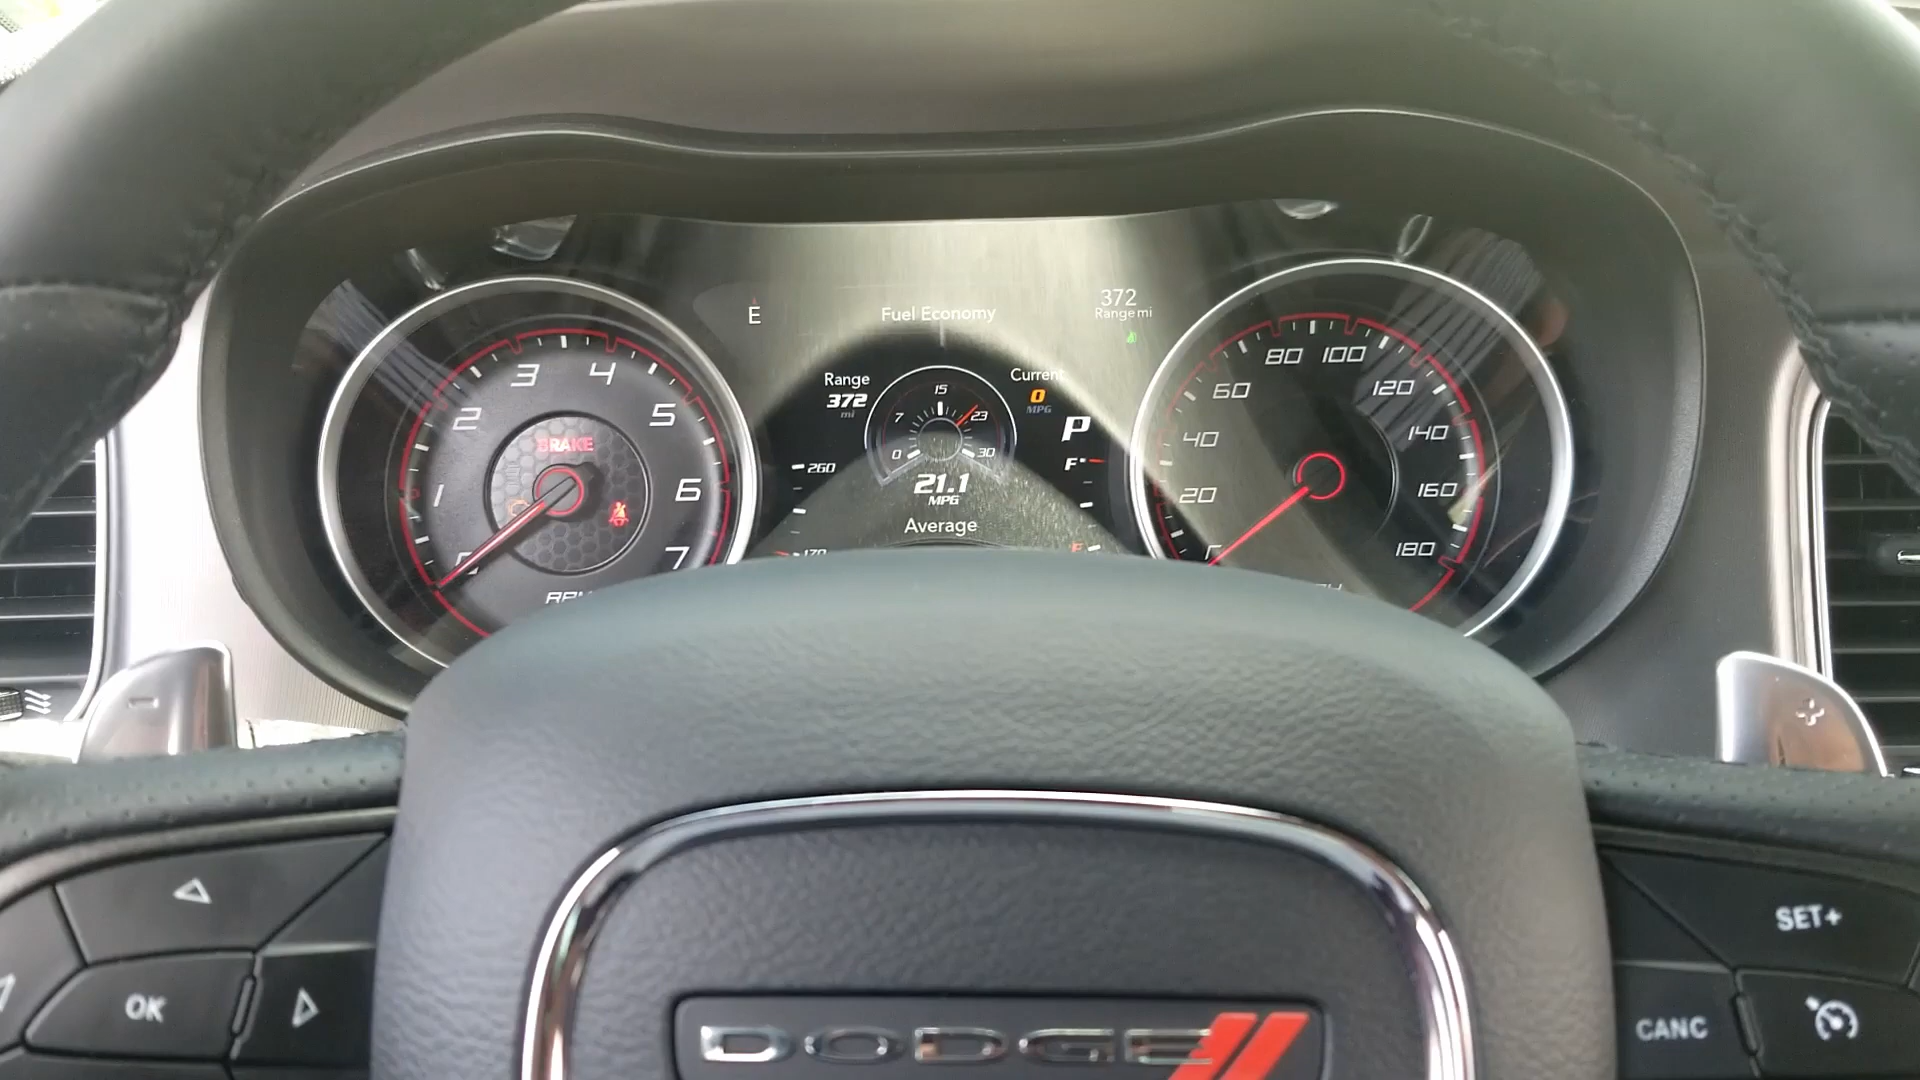 E
Fuel Economy
372
Range mi
Range
372
mi
Current
0
MPG
0
7
15
23
30
21.1
MPG
Average
P
F
260
1
2
3
4
5
6
7
BRAKE
20
40
60
80
100
120
140
160
180
-
+
OK
SET+
CANC
DODGE